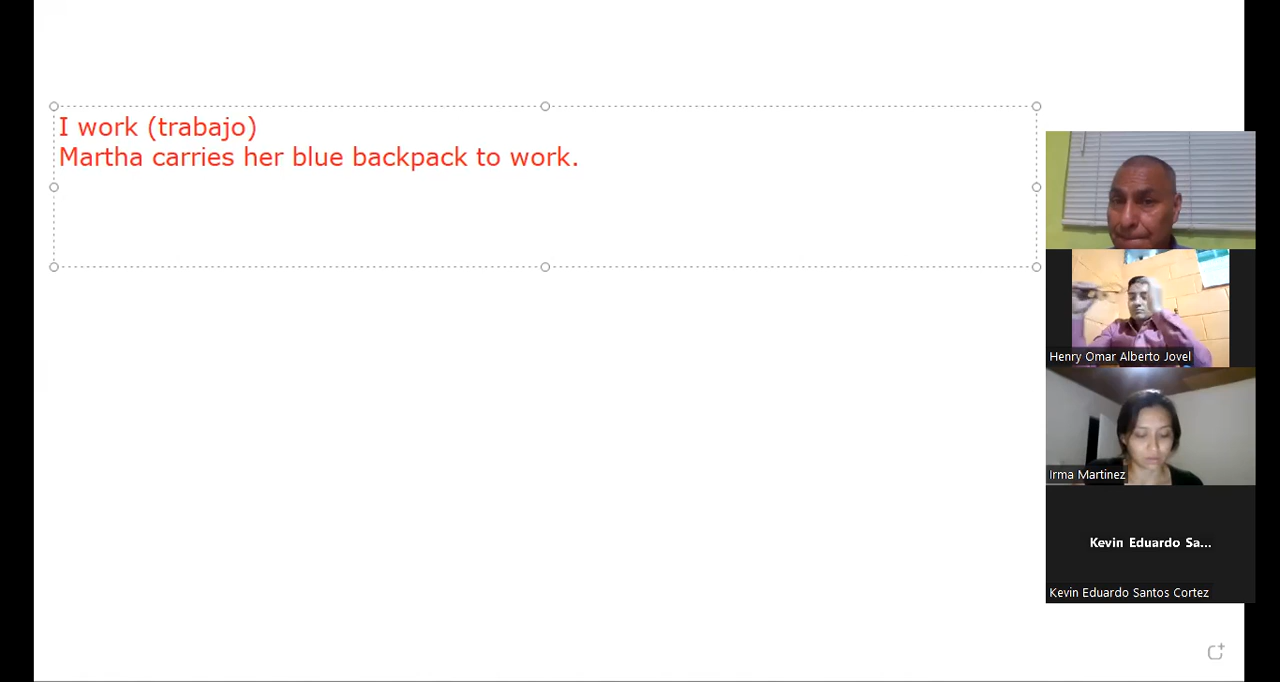 I work (trabajo)
Martha carries her blue backpack to work.
Henry Omar Alberto Jovel
Irma Martinez
Kevin Eduardo Sa...
Kevin Eduardo Santos Cortez